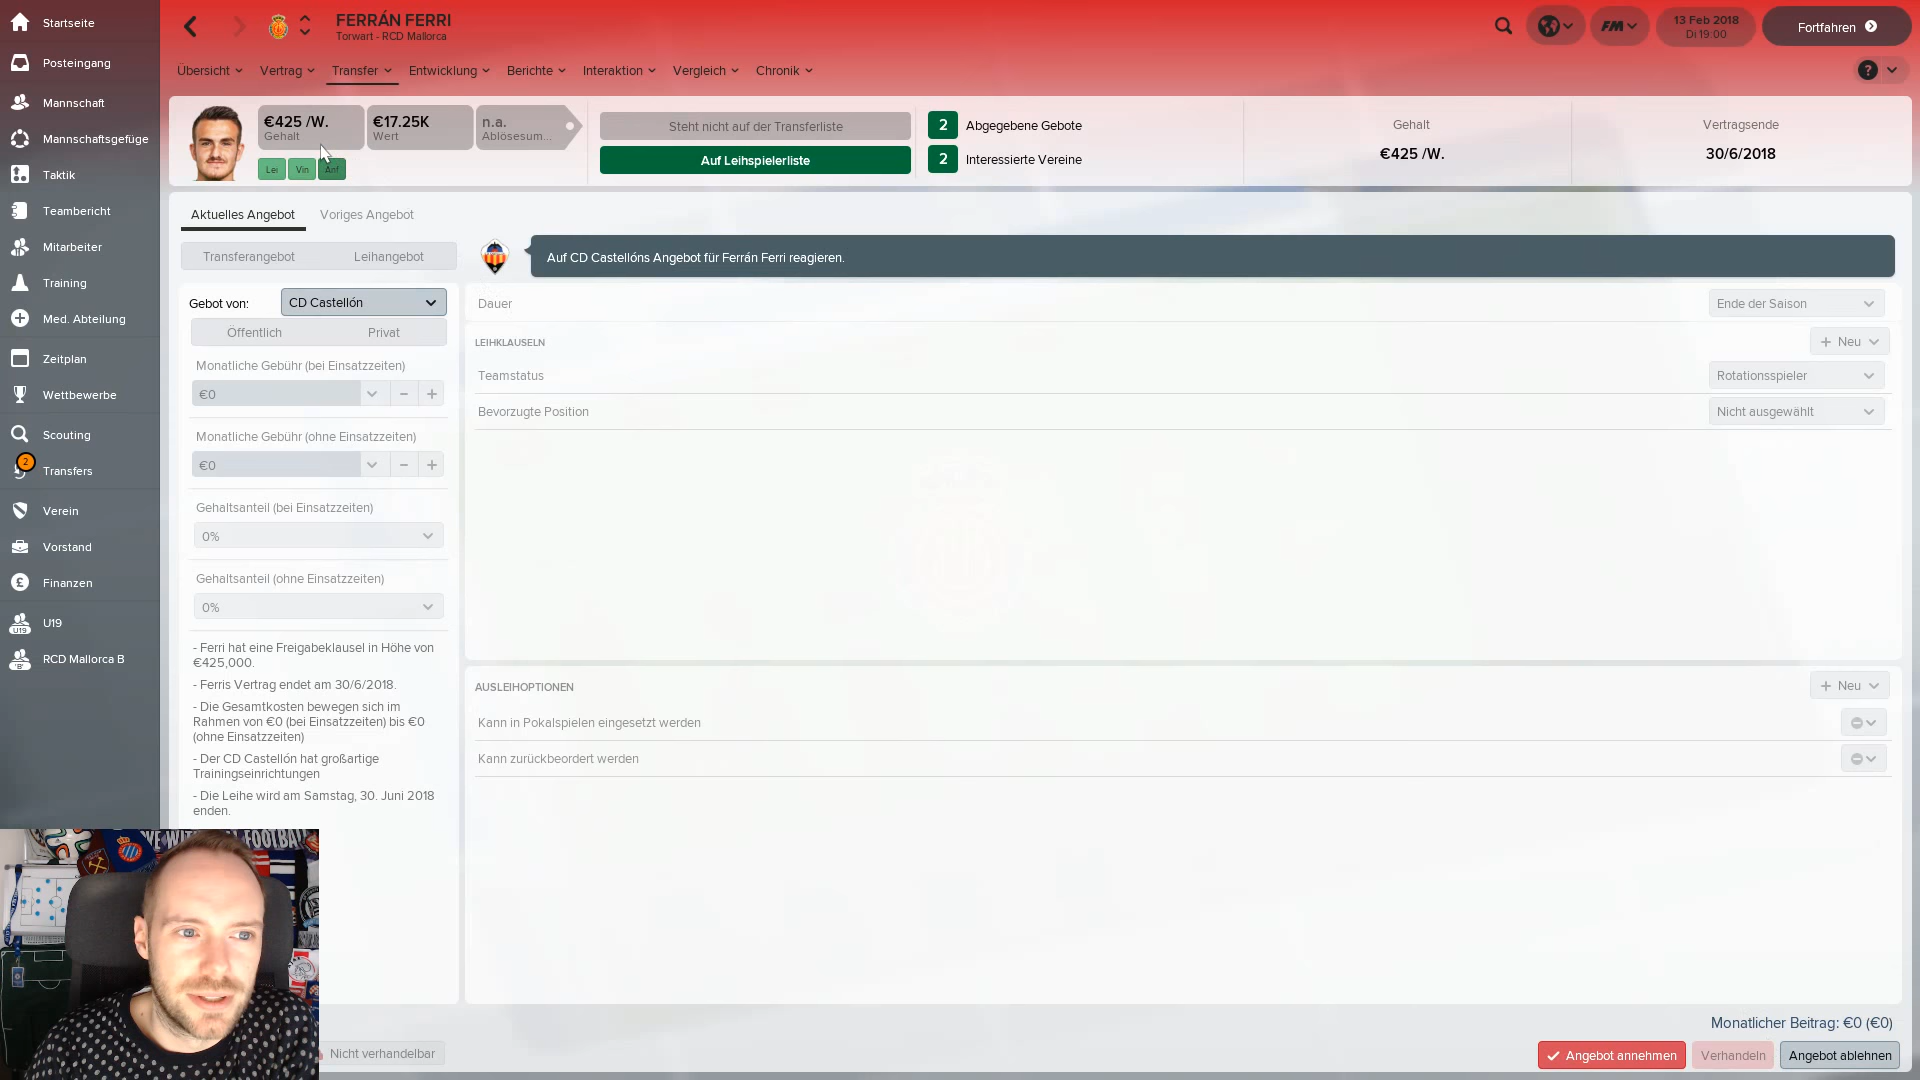 Startseite
Posteingang
Mannschaft
Mannschaftsgefüge
Taktik
Teambericht
Mitarbeiter
Training
Med. Abteilung
Zeitplan
Wettbewerbe
Scouting
2
Transfers
Verein
Vorstand
Finanzen
U19
U19
RCD Mallorca B
'B'
FERRÁN FERRI
Torwart - RCD Mallorca
FM
13 Feb 2018
Di 19:00
Fortfahren
Übersicht
Vertrag
Transfer
Entwicklung
Berichte
Interaktion
Vergleich
Chronik
?
€425 /W.
Gehalt
€17.25K
Wert
n.a.
Ablösesum...
Lei
Vin
Anf
Steht nicht auf der Transferliste
Auf Leihspielerliste
2 Abgegebene Gebote
2 Interessierte Vereine
Gehalt
€425 /W.
Vertragsende
30/6/2018
Aktuelles Angebot
Voriges Angebot
Transferangebot
Leihangebot
Auf CD Castellóns Angebot für Ferrán Ferri reagieren.
Gebot von:
CD Castellón
Öffentlich
Privat
Monatliche Gebühr (bei Einsatzzeiten)
€0
Monatliche Gebühr (ohne Einsatzzeiten)
€0
Gehaltsanteil (bei Einsatzzeiten)
0%
Gehaltsanteil (ohne Einsatzzeiten)
0%
- Ferri hat eine Freigabeklausel in Höhe von
€425,000.
- Ferris Vertrag endet am 30/6/2018.
- Die Gesamtkosten bewegen sich im
Rahmen von €0 (bei Einsatzzeiten) bis €0
(ohne Einsatzzeiten)
- Der CD Castellón hat großartige
Trainingseinrichtungen
- Die Leihe wird am Samstag, 30. Juni 2018
enden.
Dauer
Ende der Saison
LEIHKLAUSELN
+ Neu
Teamstatus
Rotationsspieler
Bevorzugte Position
Nicht ausgewählt
AUSLEIHOPTIONEN
+ Neu
Kann in Pokalspielen eingesetzt werden
Kann zurückbeordert werden
Monatlicher Beitrag: €0 (€0)
Nicht verhandelbar
Angebot annehmen
Verhandeln
Angebot ablehnen
FOOTBALL